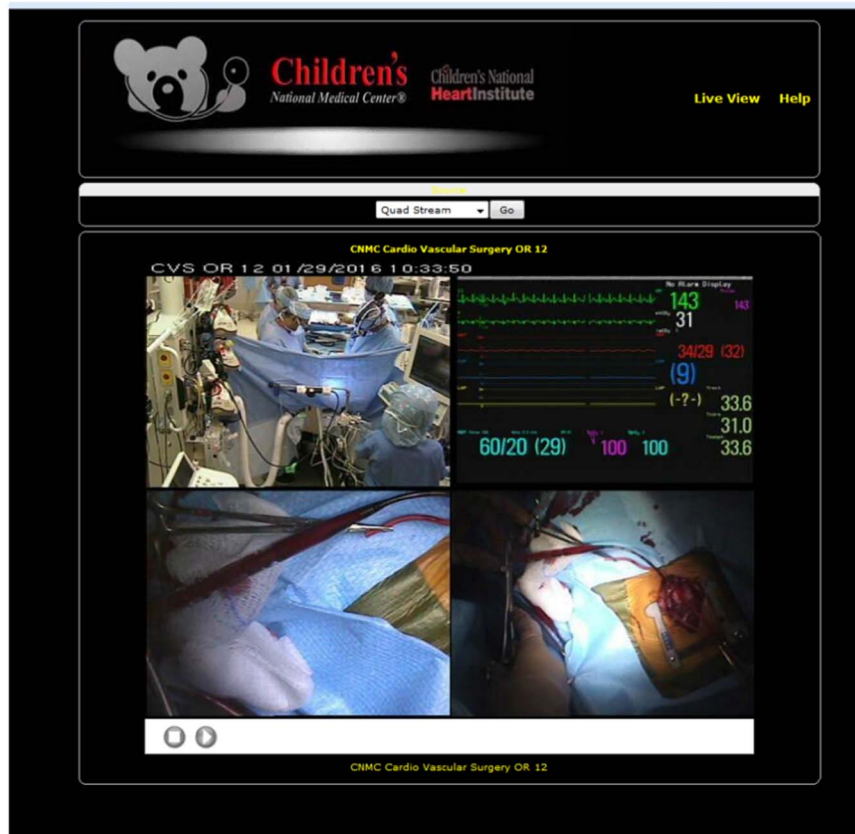 Children's
National Medical Center®
Children's National
HeartInstitute
Live View Help
Source
Quad Stream Go
CNMC Cardio Vascular Surgery OR 12
CVS OR 12 01/29/2016 10:33:50
No Alarm Display
143
143
31
34/29 (32)
(9)
(-?-)
33.6
31.0
60/20 (29) 100 100 33.6
CNMC Cardio Vascular Surgery OR 12